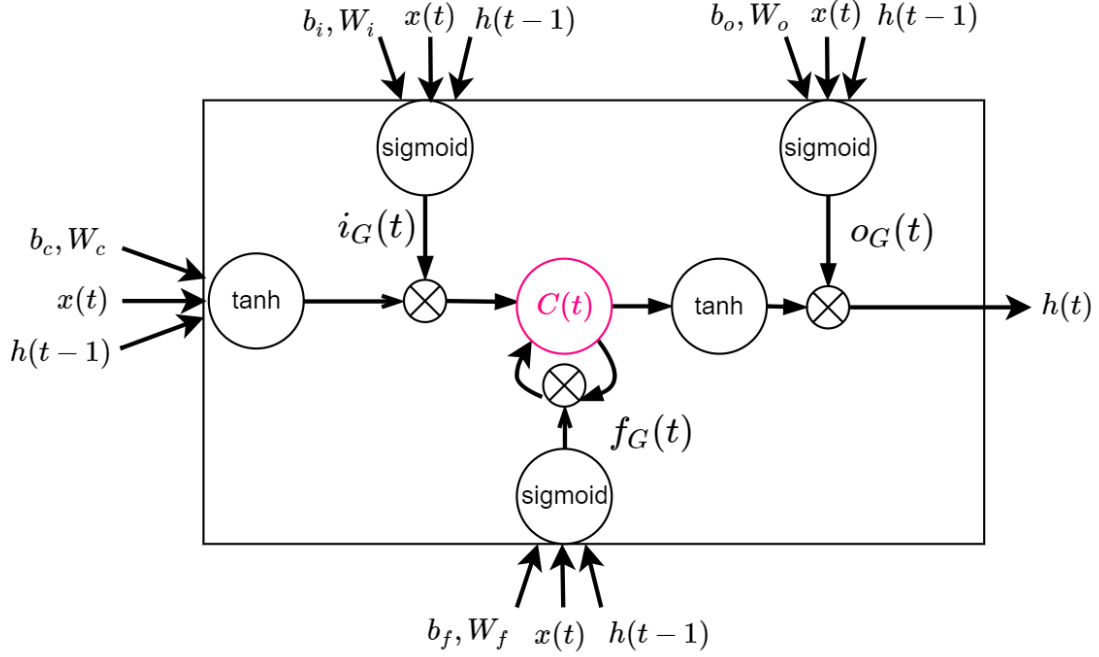 b_i, W_i x(t) h(t − 1)
b_o, W_o x(t) h(t − 1)
sigmoid
sigmoid
i_G(t)
o_G(t)
b_c, W_c
x(t)
h(t − 1)
tanh
C(t)
tanh
h(t)
f_G(t)
sigmoid
b_f, W_f x(t) h(t − 1)